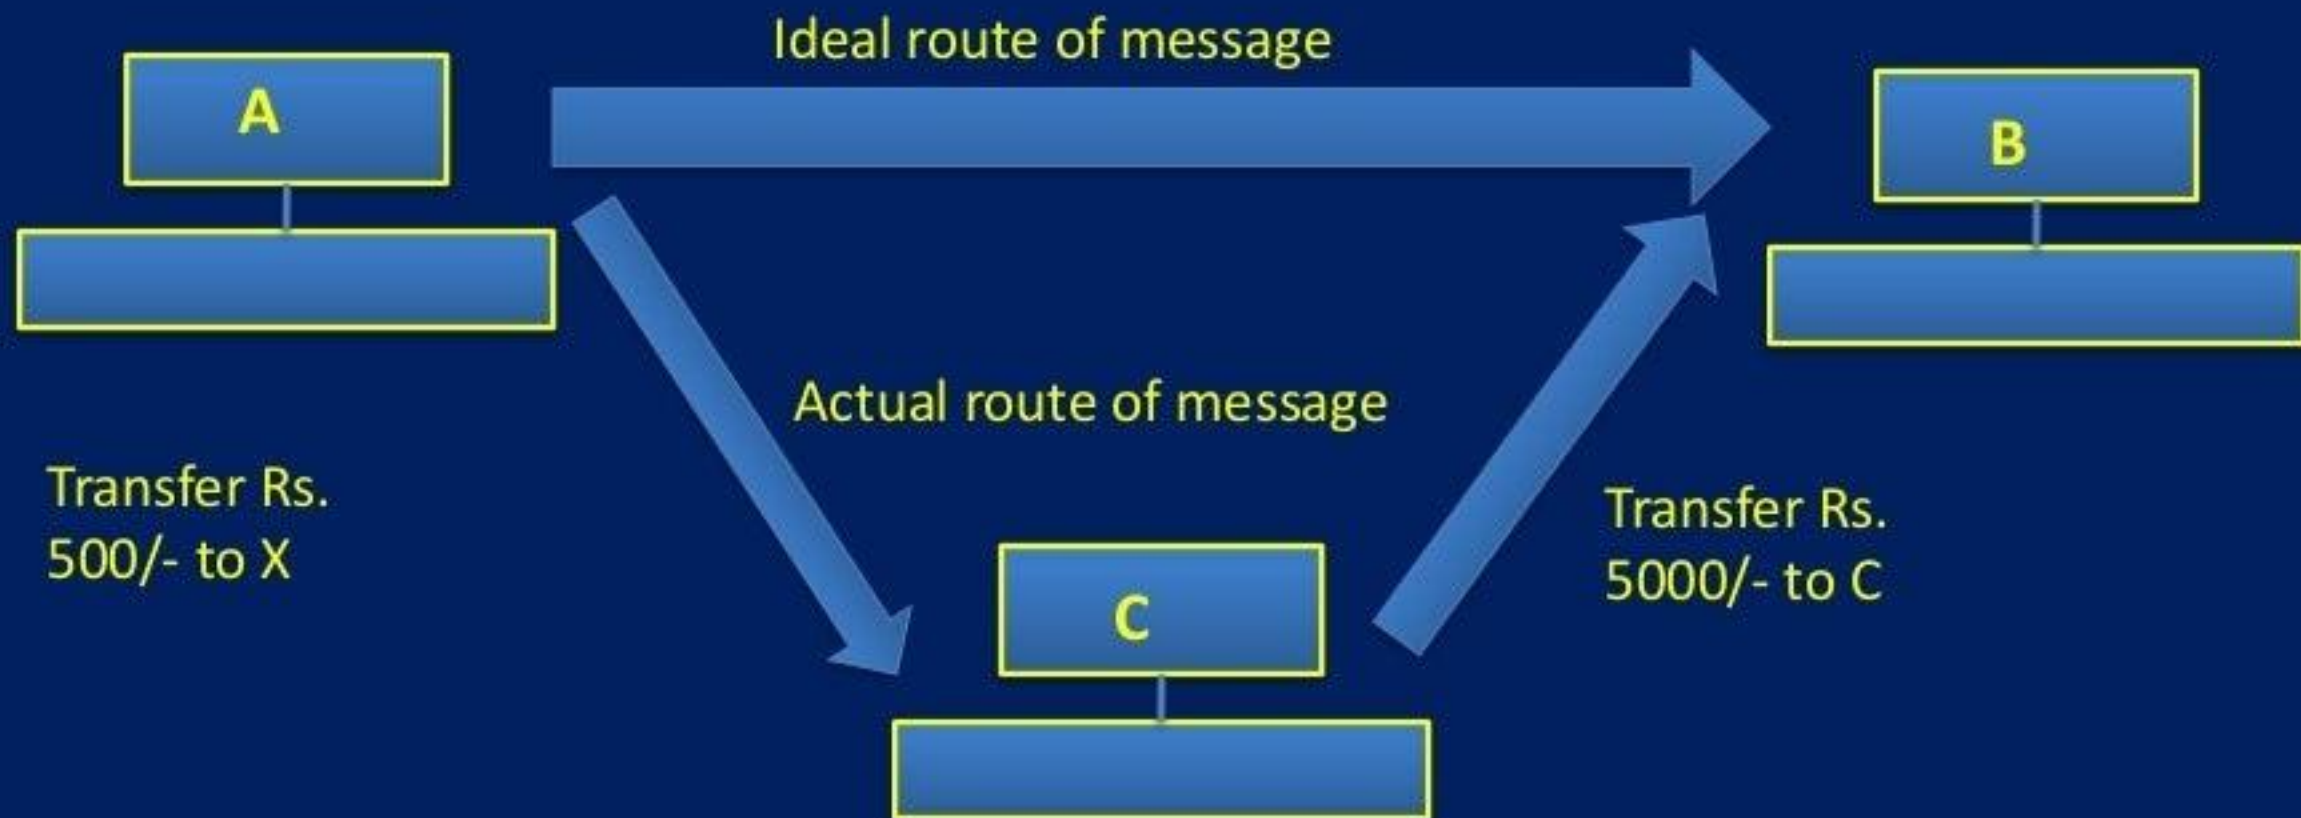 Ideal route of message
A
B
Actual route of message
Transfer Rs.
500/- to X
Transfer Rs.
5000/- to C
C